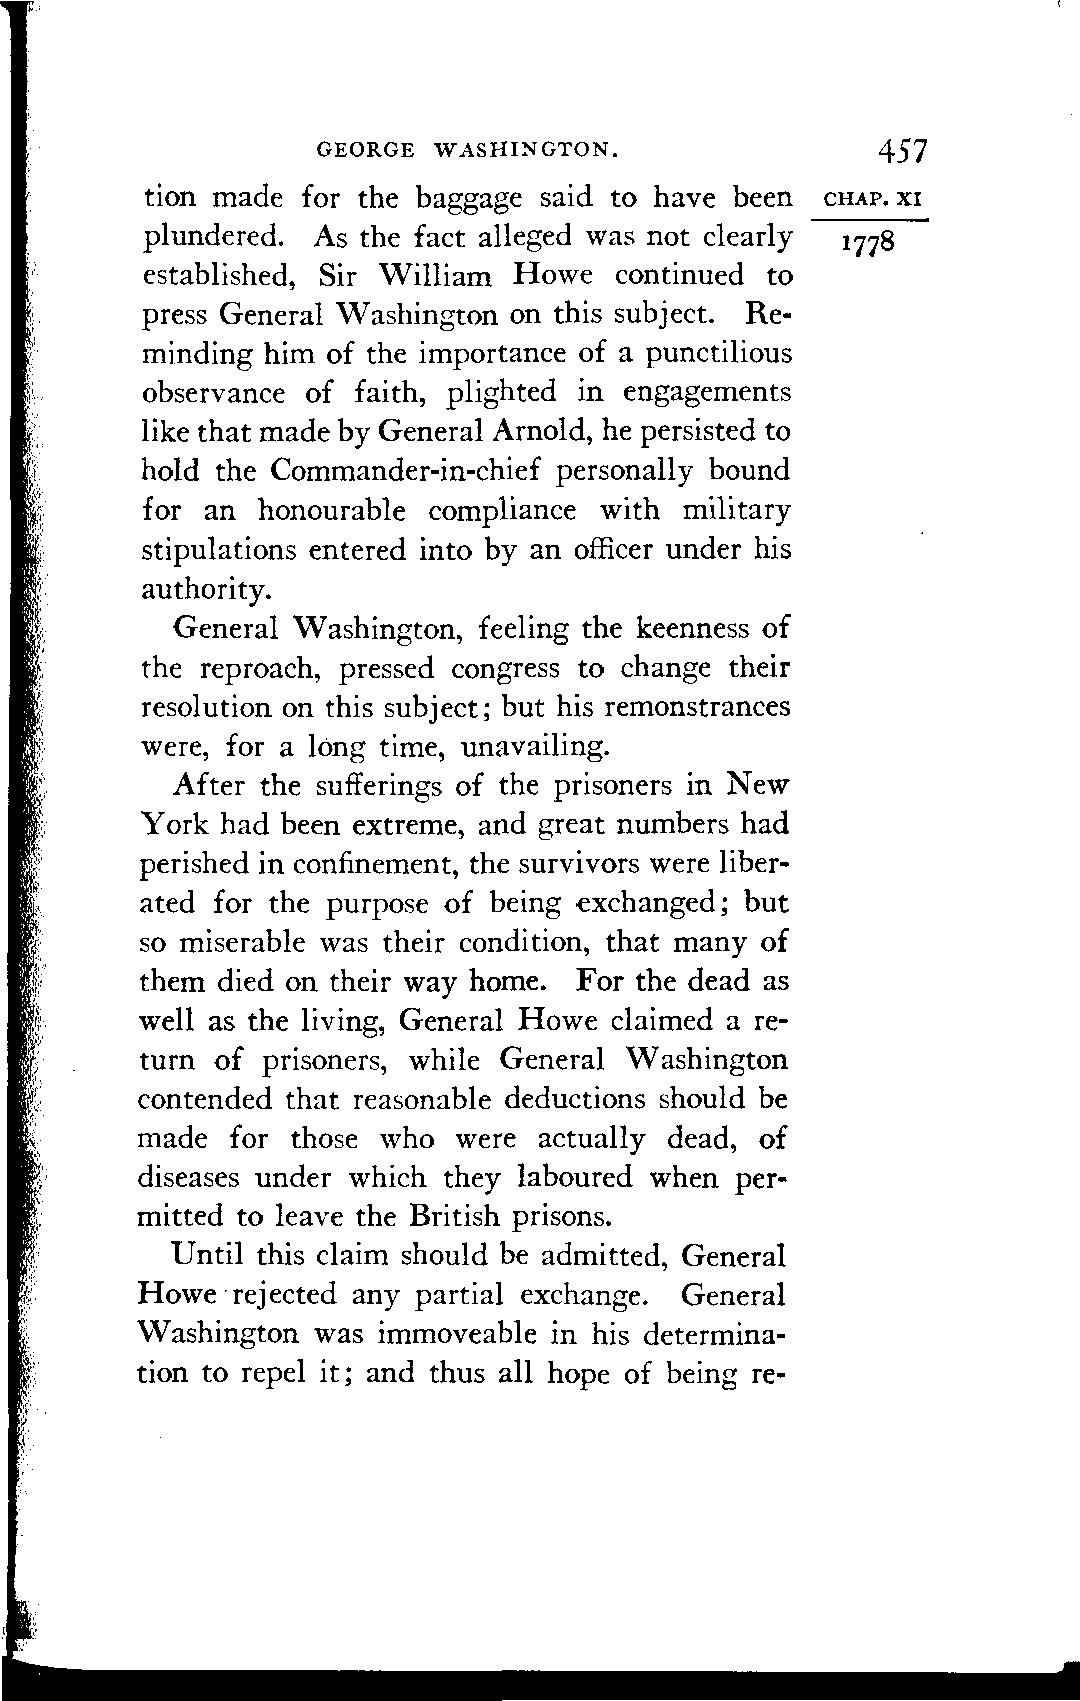 GEORGE WASHINGTON. 457
tion made for the baggage said to have been CHAP. XI
plundered. As the fact alleged was not clearly 1778
established, Sir William Howe continued to
press General Washington on this subject. Re-
minding him of the importance of a punctilious
observance of faith, plighted in engagements
like that made by General Arnold, he persisted to
hold the Commander-in-chief personally bound
for an honourable compliance with military
stipulations entered into by an officer under his
authority.
General Washington, feeling the keenness of
the reproach, pressed congress to change their
resolution on this subject; but his remonstrances
were, for a long time, unavailing.
After the sufferings of the prisoners in New
York had been extreme, and great numbers had
perished in confinement, the survivors were liber-
ated for the purpose of being exchanged; but
so miserable was their condition, that many of
them died on their way home. For the dead as
well as the living, General Howe claimed a re-
turn of prisoners, while General Washington
contended that reasonable deductions should be
made for those who were actually dead, of
diseases under which they laboured when per-
mitted to leave the British prisons.
Until this claim should be admitted, General
Howe rejected any partial exchange. General
Washington was immoveable in his determina-
tion to repel it; and thus all hope of being re-